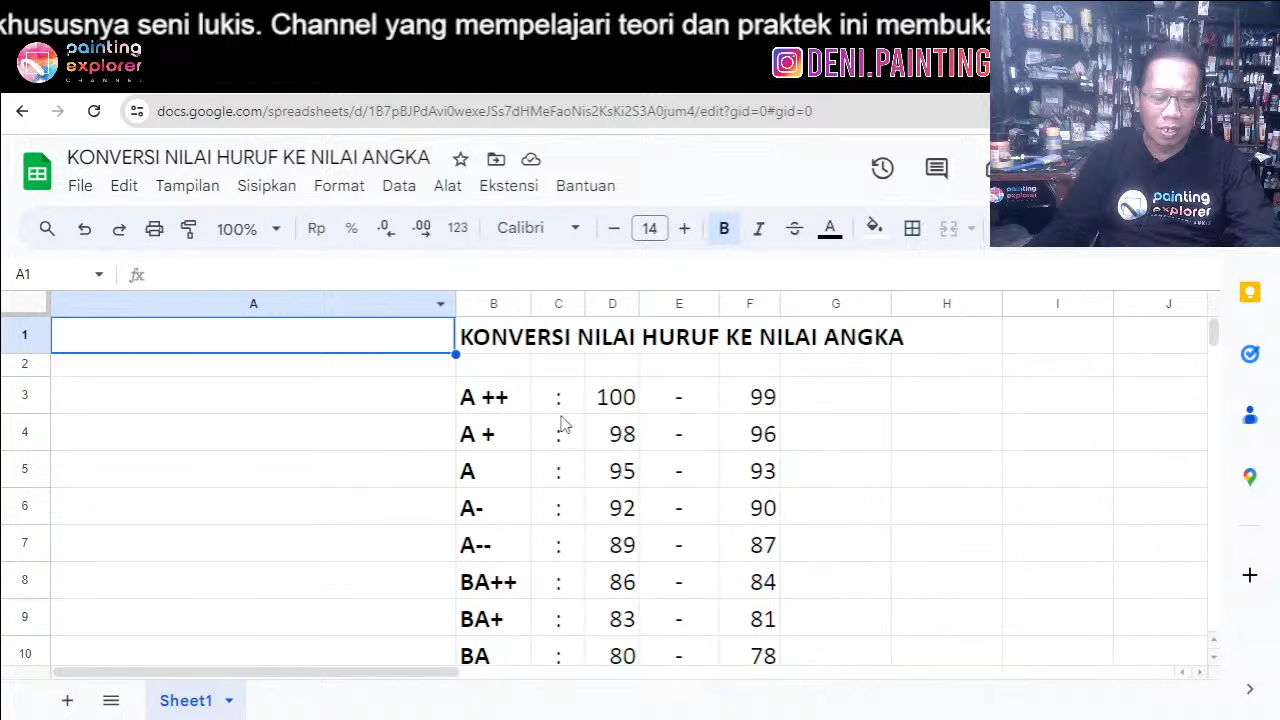 khususnya seni lukis. Channel yang mempelajari teori dan praktek ini membuka
painting
explorer
CHANNEL
DENI.PAINTING
docs.google.com/spreadsheets/d/1B7pBJPdAvi0wexeJSs7dHMeFaoNis2KsKi2S3A0jum4/edit?gid=0#gid=0
KONVERSI NILAI HURUF KE NILAI ANGKA
File Edit Tampilan Sisipkan Format Data Alat Ekstensi Bantuan
100% Rp % .0 .00 123 Calibri − 14 + B I S A
A1 fx
A B C D E F G H I J
1 KONVERSI NILAI HURUF KE NILAI ANGKA
2
3 A ++ : 100 - 99
4 A + : 98 - 96
5 A : 95 - 93
6 A- : 92 - 90
7 A-- : 89 - 87
8 BA++ : 86 - 84
9 BA+ : 83 - 81
10 BA : 80 - 78
Sheet1
painting
explorer
painting
explorer